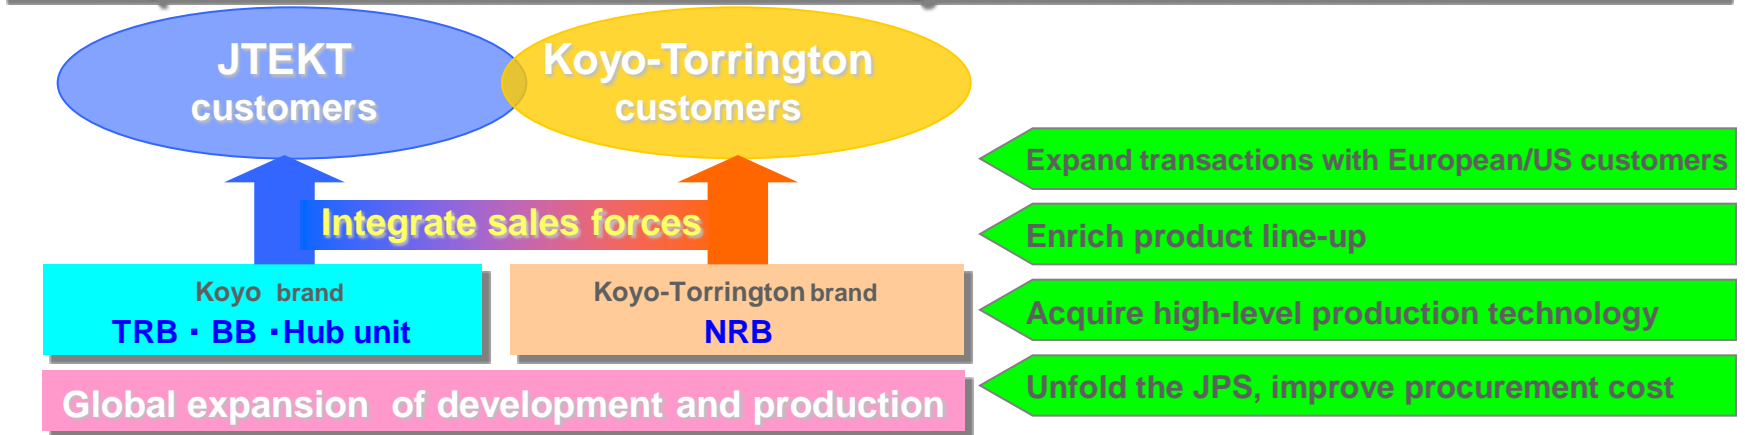 JTEKT
customers
Koyo-Torrington
customers
Integrate sales forces
Koyo brand
TRB・BB・Hub unit
Koyo-Torrington brand
NRB
Global expansion of development and production
Expand transactions with European/US customers
Enrich product line-up
Acquire high-level production technology
Unfold the JPS, improve procurement cost